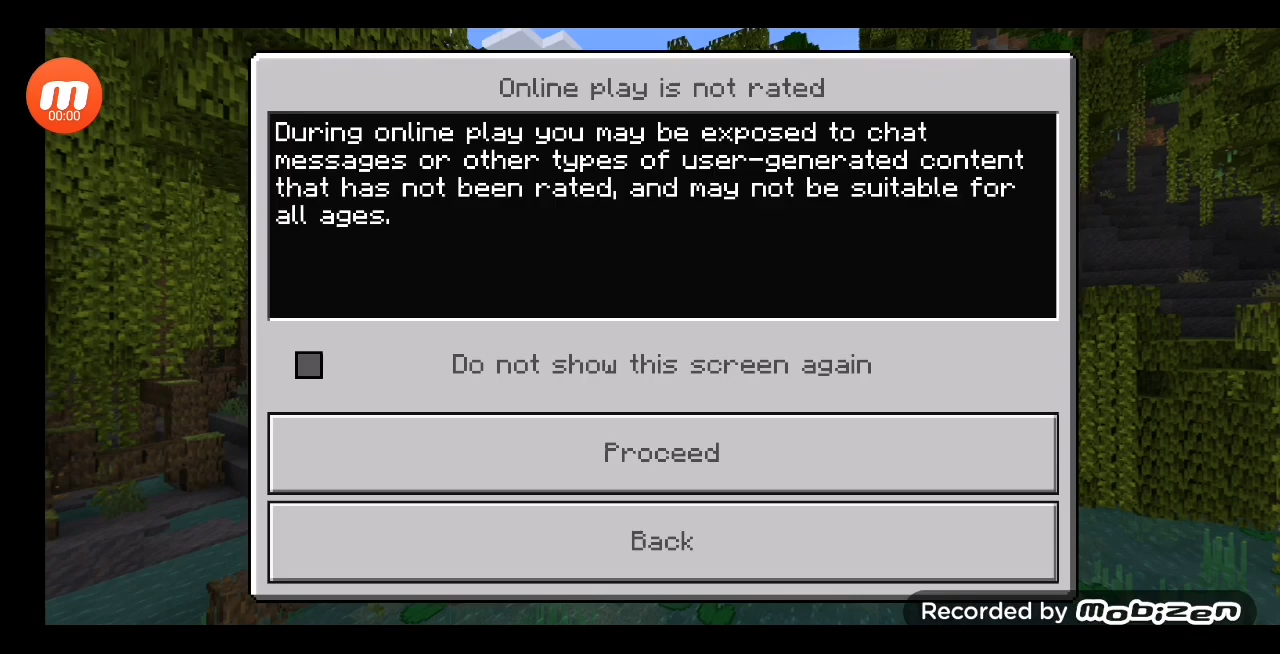 Online play is not rated
m
00:00
During online play you may be exposed to chat
messages or other types of user-generated content
that has not been rated, and may not be suitable for
all ages.
Do not show this screen again
Proceed
Back
Recorded by mobizen